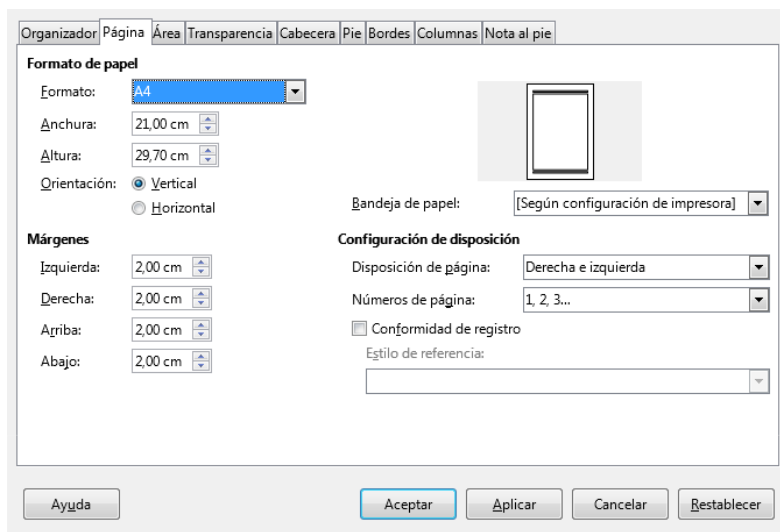 Organizador Página Área Transparencia Cabecera Pie Bordes Columnas Nota al pie
Formato de papel
Formato: A4
Anchura: 21,00 cm
Altura: 29,70 cm
Orientación: Vertical
Horizontal
Bandeja de papel: [Según configuración de impresora]
Márgenes
Izquierda: 2,00 cm
Derecha: 2,00 cm
Arriba: 2,00 cm
Abajo: 2,00 cm
Configuración de disposición
Disposición de página: Derecha e izquierda
Números de página: 1, 2, 3...
Conformidad de registro
Estilo de referencia:
Ayuda Aceptar Aplicar Cancelar Restablecer